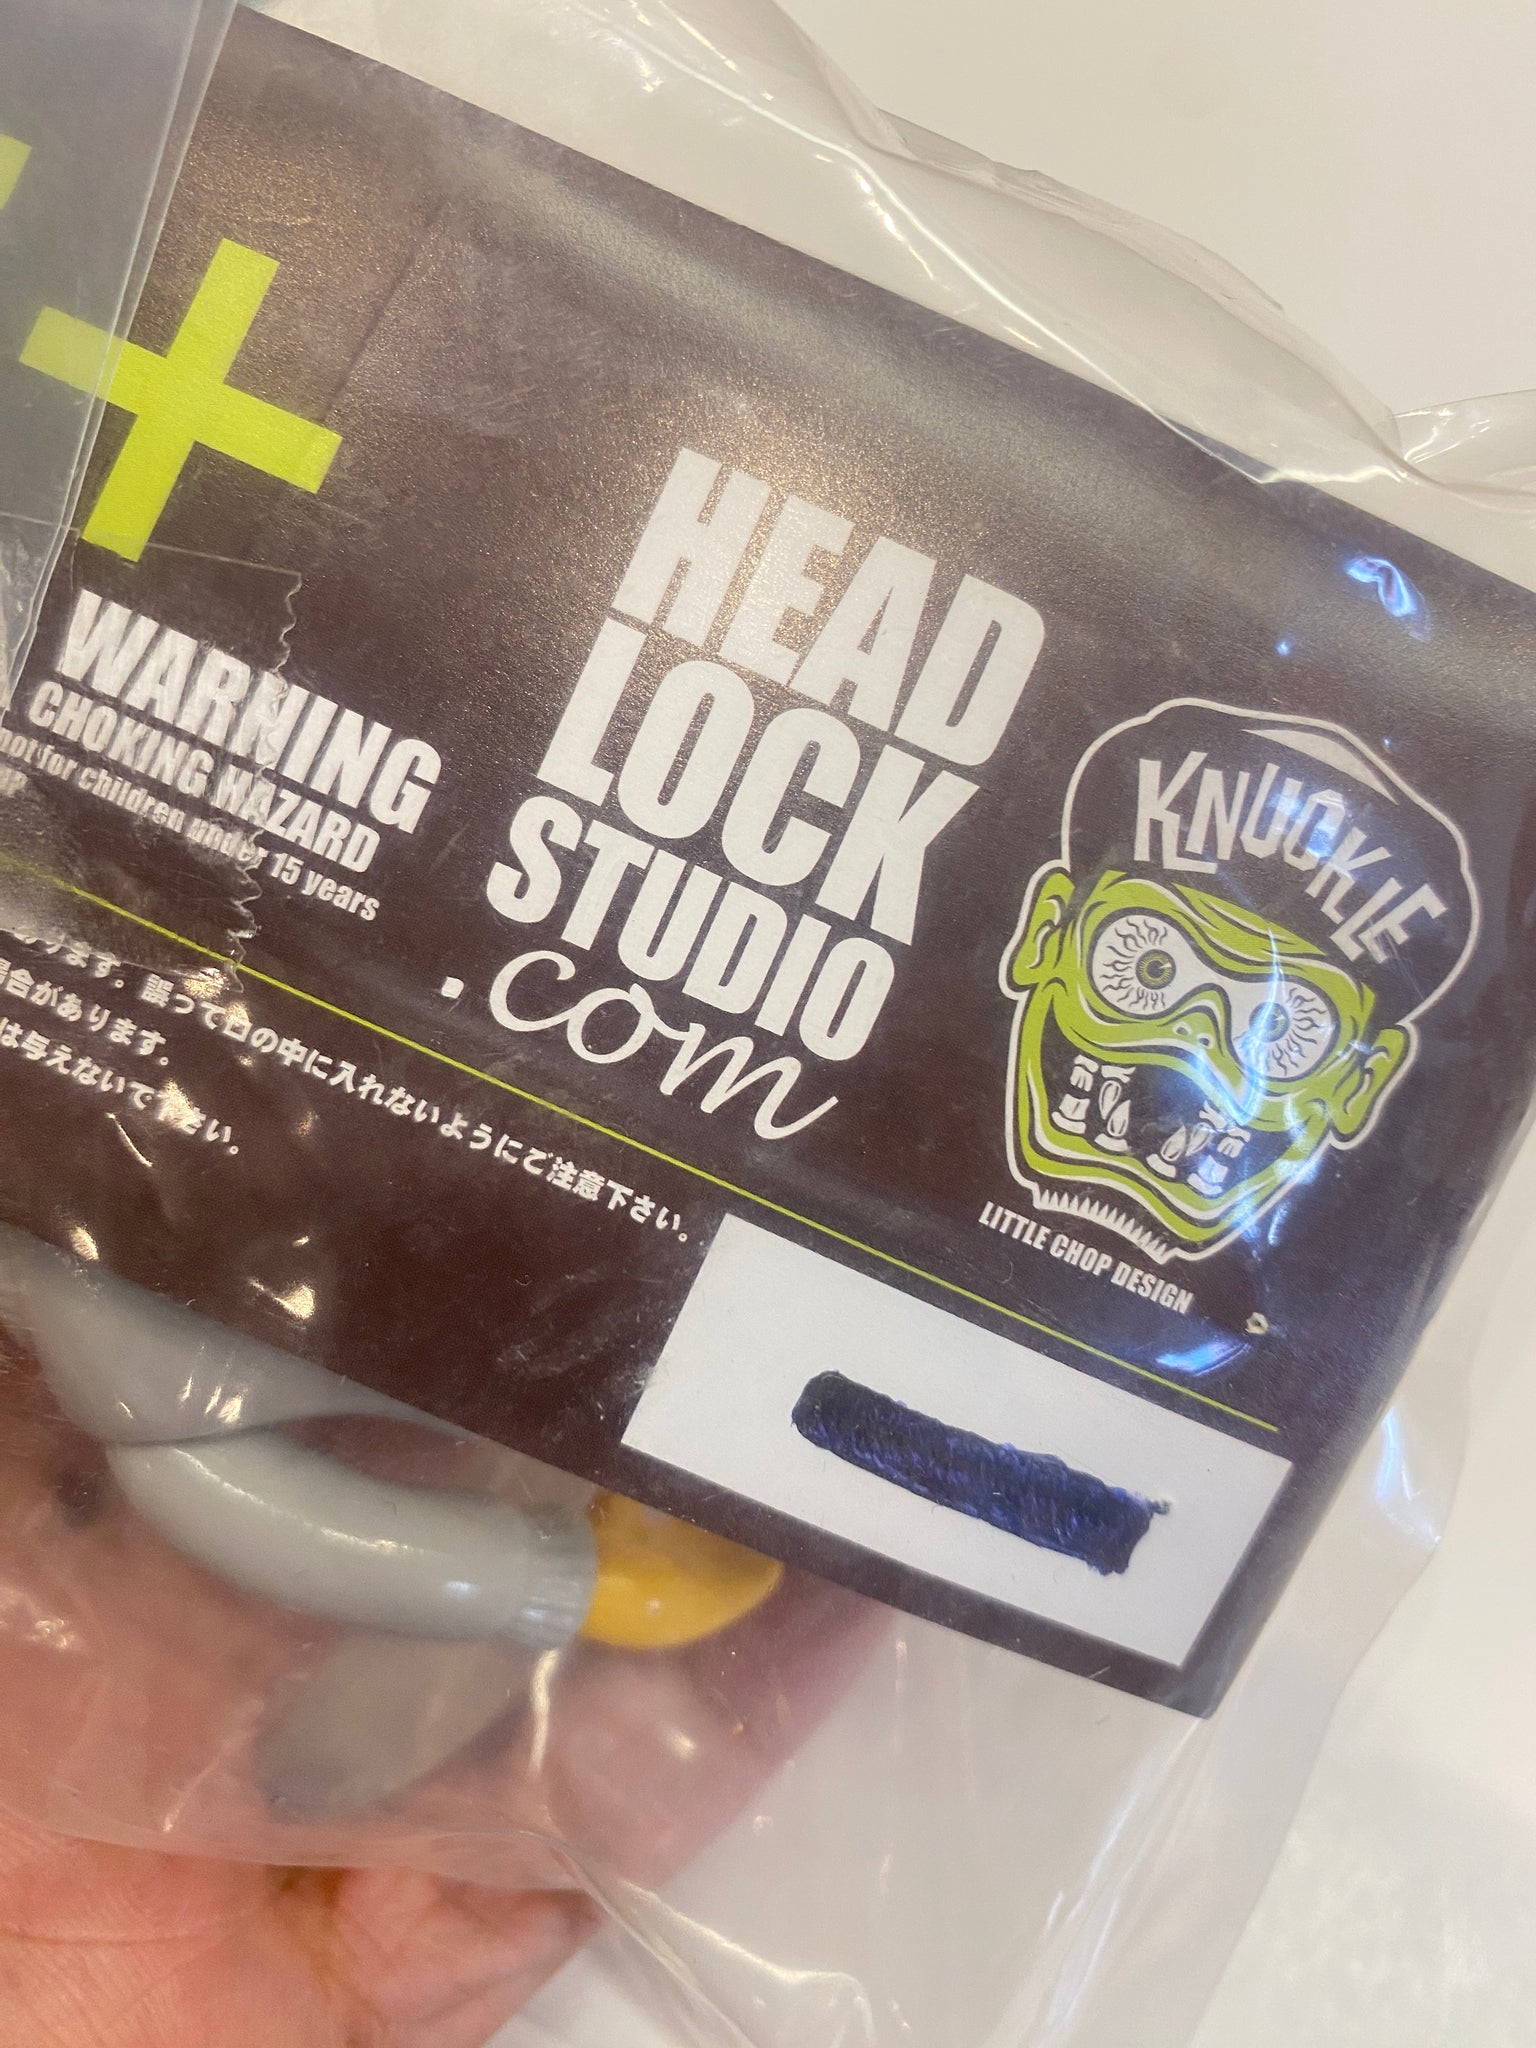 WARNING
CHOKING HAZARD
not for children under 15 years
HEAD
LOCK
STUDIO
.com
KNUCKLE
LITTLE CHOP DESIGN
あります。誤って口の中に入れないようにご注意下さい。
場合があります。
は与えないで下さい。